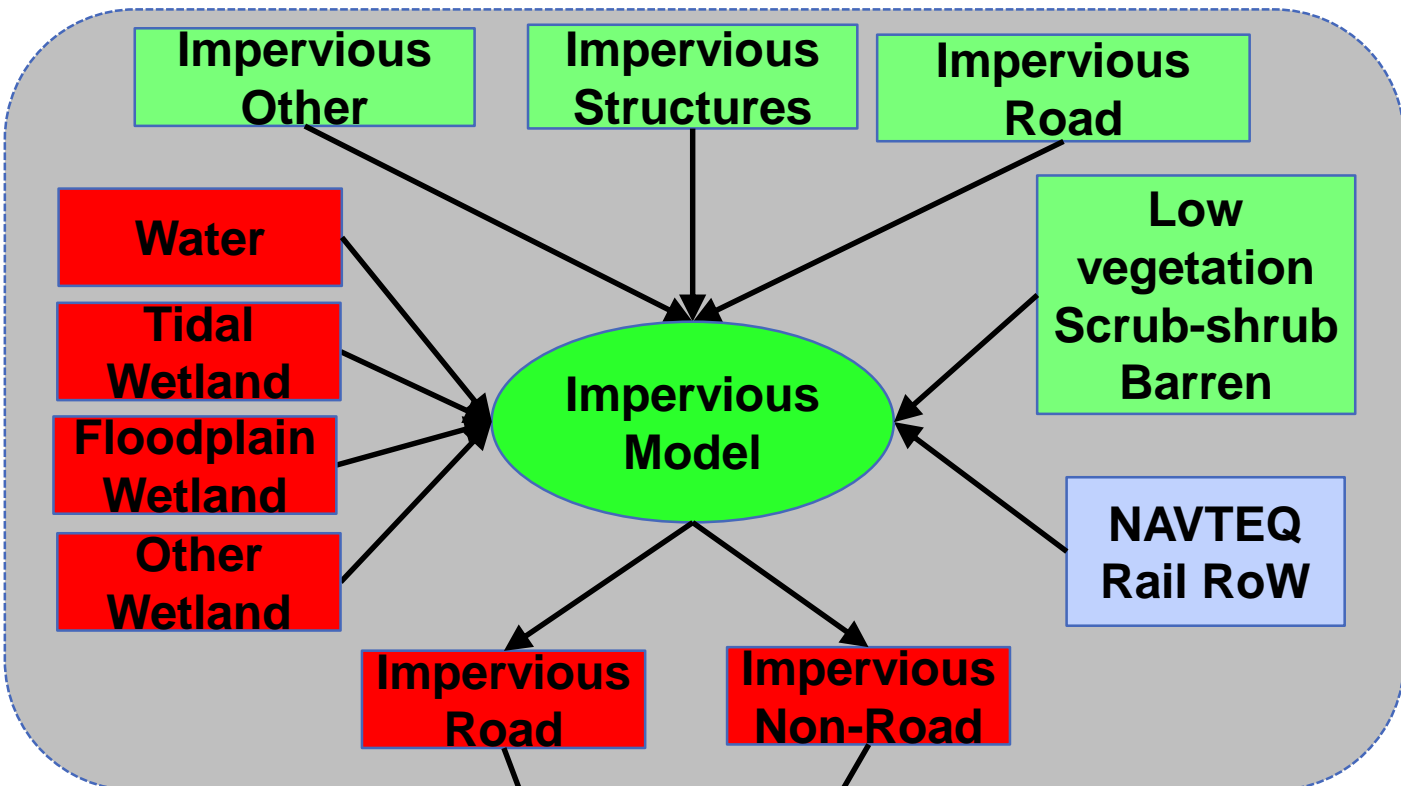 Impervious
Other
Impervious
Structures
Impervious
Road
Water
Tidal
Wetland
Floodplain
Wetland
Other
Wetland
Low
vegetation
Scrub-shrub
Barren
Impervious
Model
NAVTEQ
Rail RoW
Impervious
Road
Impervious
Non-Road